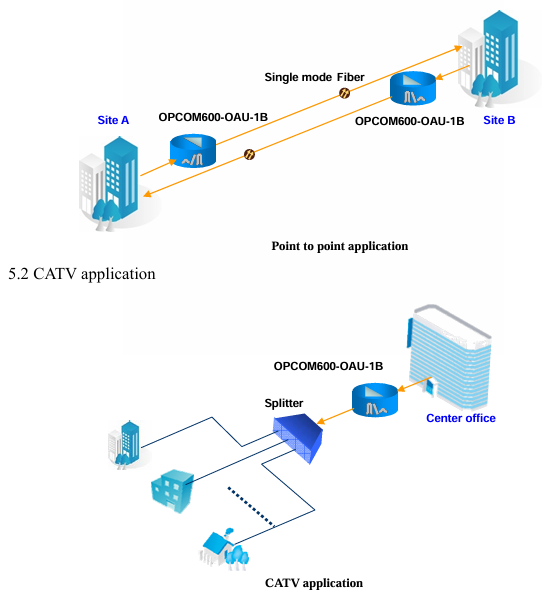 Single mode Fiber
Site A
OPCOM600-OAU-1B
OPCOM600-OAU-1B
Site B
Point to point application
5.2 CATV application
OPCOM600-OAU-1B
Splitter
Center office
CATV application